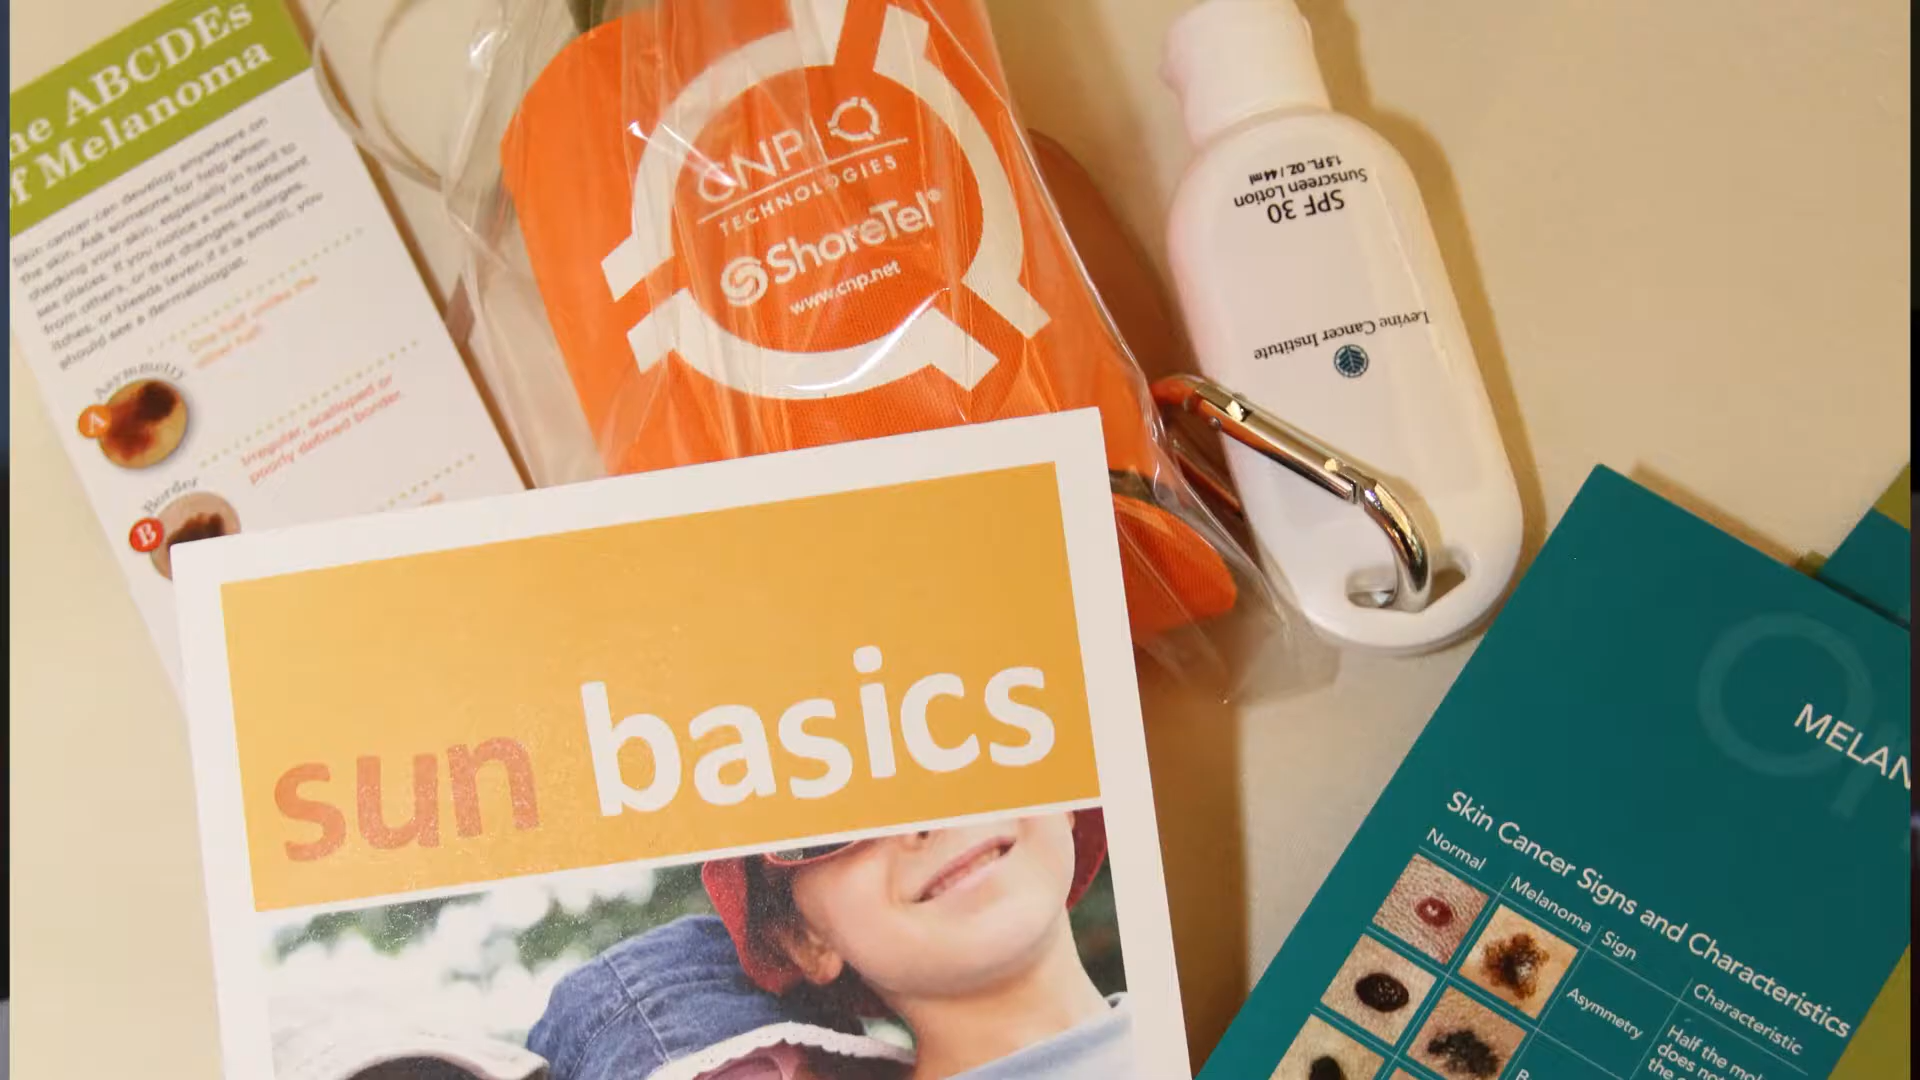 he ABCDEs
of Melanoma
Skin cancer can develop anywhere on
the skin. Ask someone for help when
checking your skin, especially in hard to
see places. If you notice a mole different
from others, or that changes, enlarges,
itches, or bleeds (even if it is small), you
should see a dermatologist.
Asymmetry
A
One half unlike the
other half.
Border
B
Irregular, scalloped or
poorly defined border.
CNP
TECHNOLOGIES
ShoreTel®
www.cnp.net
SPF 30
Sunscreen Lotion
1.5 FL. OZ. / 44 ml
Levine Cancer Institute
sun basics
MELAN
Skin Cancer Signs and Characteristics
Normal
Melanoma
Sign
Characteristic
Asymmetry
Half the mol
does no
the
B